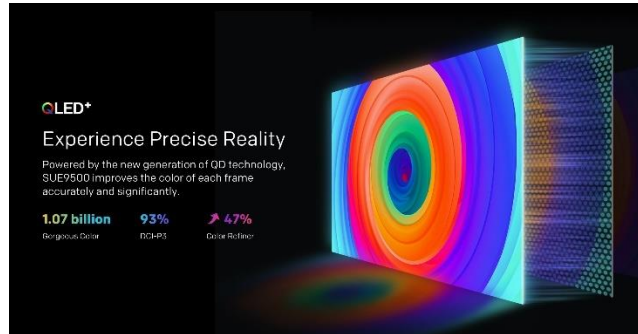 QLED+
Experience Precise Reality
Powered by the new generation of QD technology,
SUE9500 improves the color of each frame
accurately and significantly.
1.07 billion 93% 47%
Gorgeous Color DCI-P3 Color Refiner